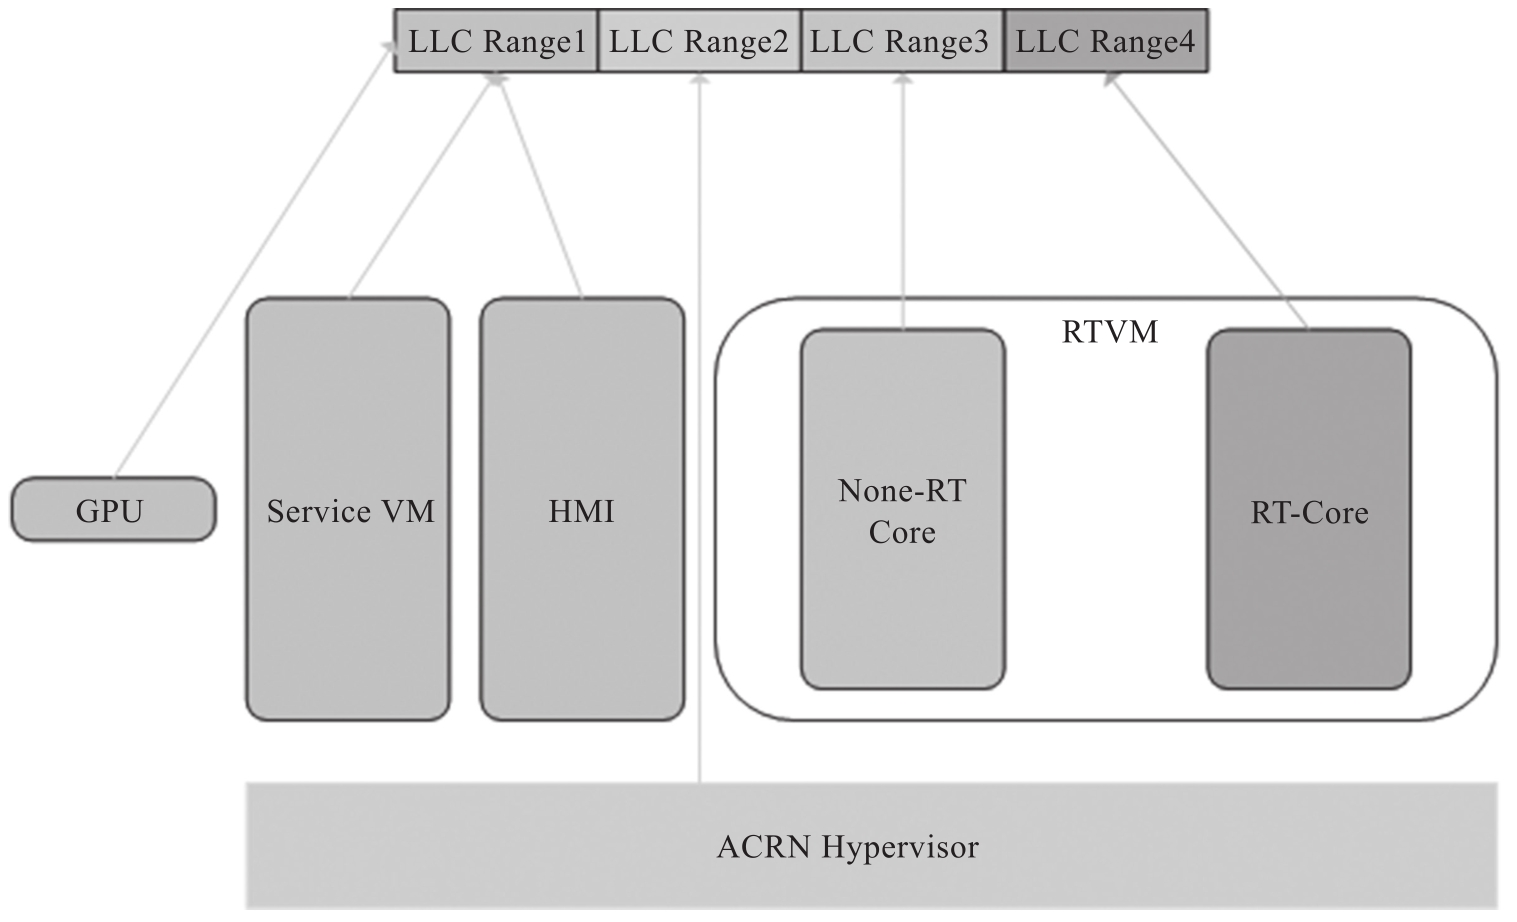 LLC Range1
LLC Range2
LLC Range3
LLC Range4
RTVM
GPU
Service VM
HMI
None-RT
Core
RT-Core
ACRN Hypervisor